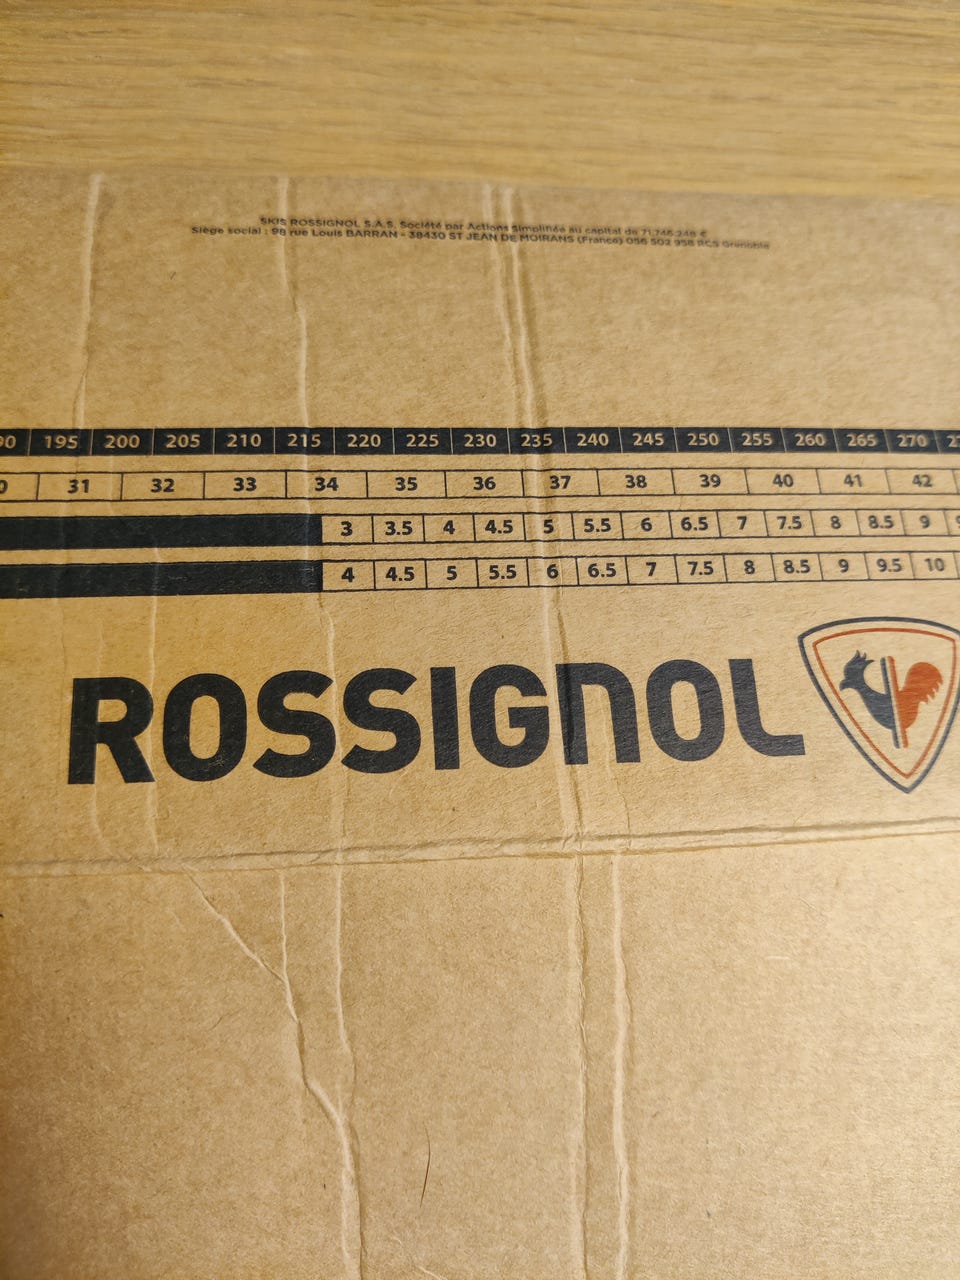 SKIS ROSSIGNOL S.A.S. Société par Actions Simplifiée au capital de 71.746.248 €
Siège social : 98 rue Louis BARRAN - 38430 ST JEAN DE MOIRANS (France) 056 502 958 RCS Grenoble
195 200 205 210 215 220 225 230 235 240 245 250 255 260 265 270
31 32 33 34 35 36 37 38 39 40 41 42
3 3.5 4 4.5 5 5.5 6 6.5 7 7.5 8 8.5 9
4 4.5 5 5.5 6 6.5 7 7.5 8 8.5 9 9.5 10
ROSSIGNOL